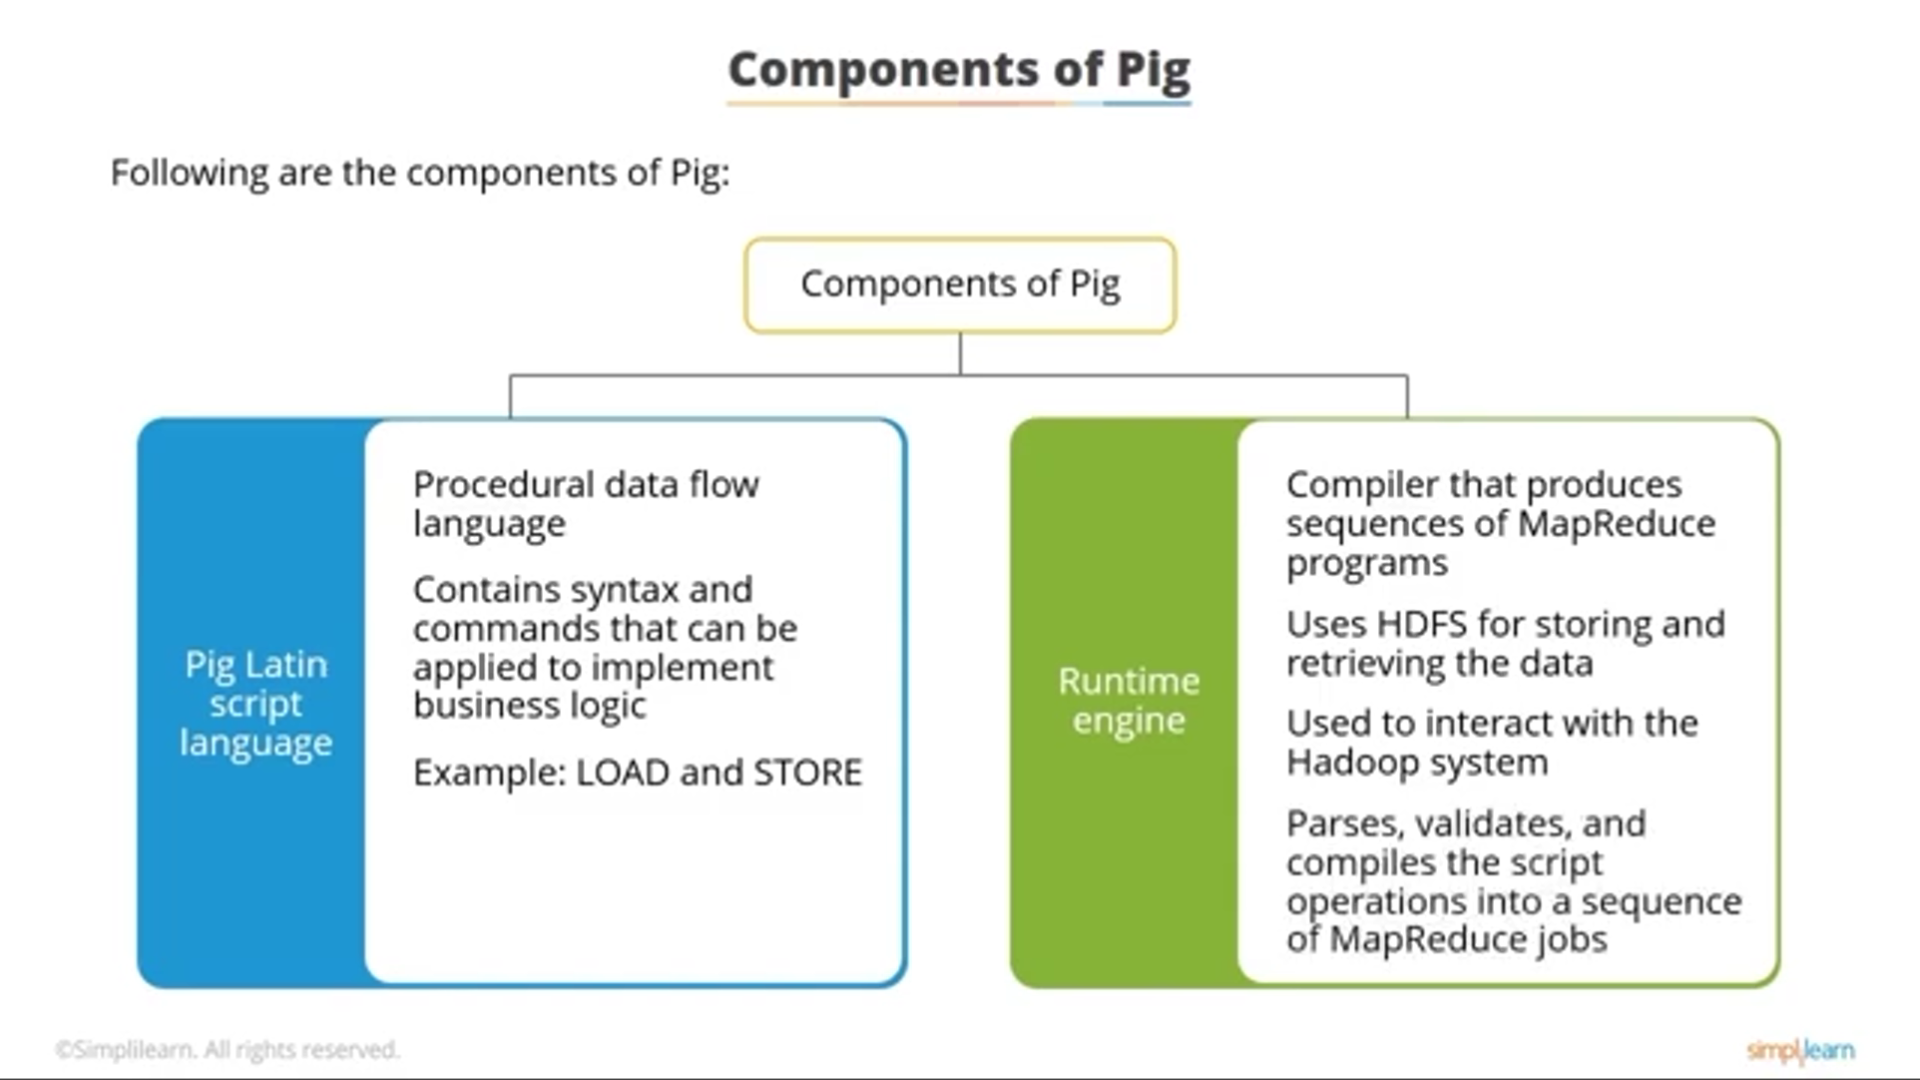 Components of Pig
Following are the components of Pig:
Components of Pig
Pig Latin
script
language
Procedural data flow
language
Contains syntax and
commands that can be
applied to implement
business logic
Example: LOAD and STORE
Runtime
engine
Compiler that produces
sequences of MapReduce
programs
Uses HDFS for storing and
retrieving the data
Used to interact with the
Hadoop system
Parses, validates, and
compiles the script
operations into a sequence
of MapReduce jobs
©Simplilearn. All rights reserved.
simplilearn